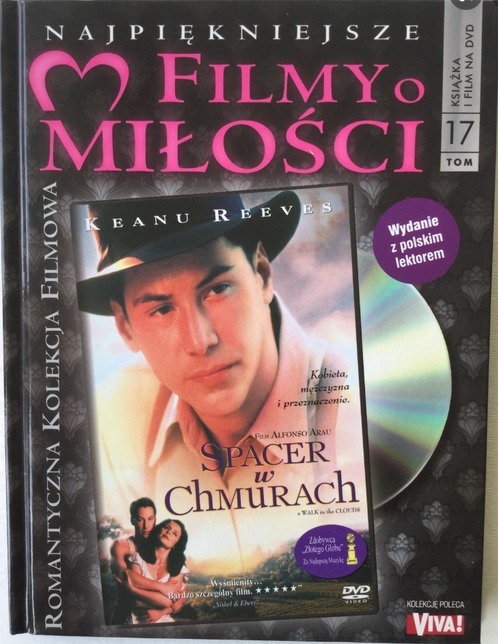 NAJPIĘKNIEJSZE
FILMY O
MIŁOŚCI
KSIĄŻKA
I FILM NA DVD
17
TOM
ROMANTYCZNA KOLEKCJA FILMOWA
KEANU REEVES
Wydanie
z polskim
lektorem
Kobieta,
mężczyzna
i przeznaczenie.
FILM ALFONSO ARAU
SPACER
w
CHMURACH
a WALK in the CLOUDS
Zdobywca
„Złotego Globu"
Za Najlepszą Muzykę
„Wyśmienity...
Bardzo szczególny film. ★★★★★
Siskel & Ebert
DVD
VIDEO
KOLEKCJĘ POLECA
VIVA!